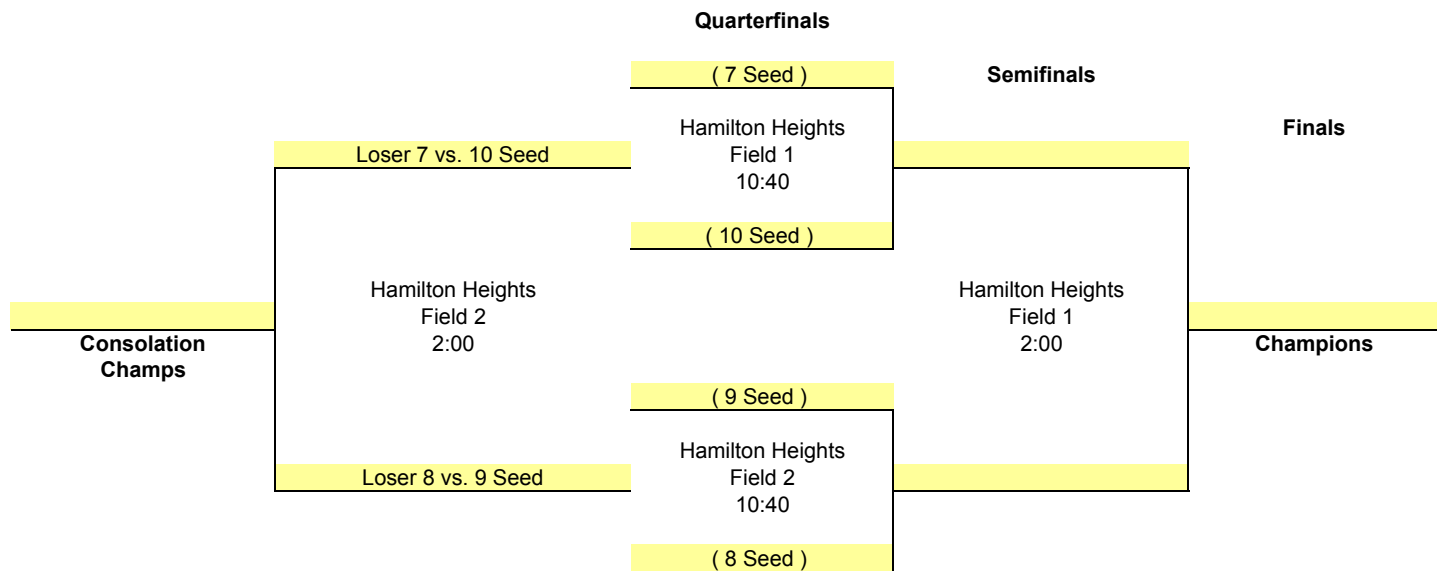 Quarterfinals
( 7 Seed )
Semifinals
Hamilton Heights
Field 1
10:40
Finals
Loser 7 vs. 10 Seed
( 10 Seed )
Hamilton Heights
Field 2
2:00
Hamilton Heights
Field 1
2:00
Consolation
Champs
Champions
( 9 Seed )
Hamilton Heights
Field 2
10:40
Loser 8 vs. 9 Seed
( 8 Seed )